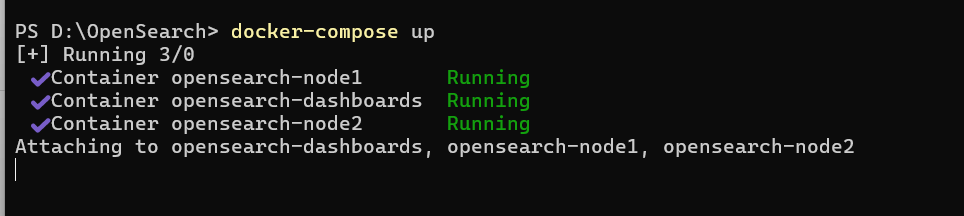 PS D:\OpenSearch> docker-compose up
[+] Running 3/0
✔Container opensearch-node1 Running
✔Container opensearch-dashboards Running
✔Container opensearch-node2 Running
Attaching to opensearch-dashboards, opensearch-node1, opensearch-node2